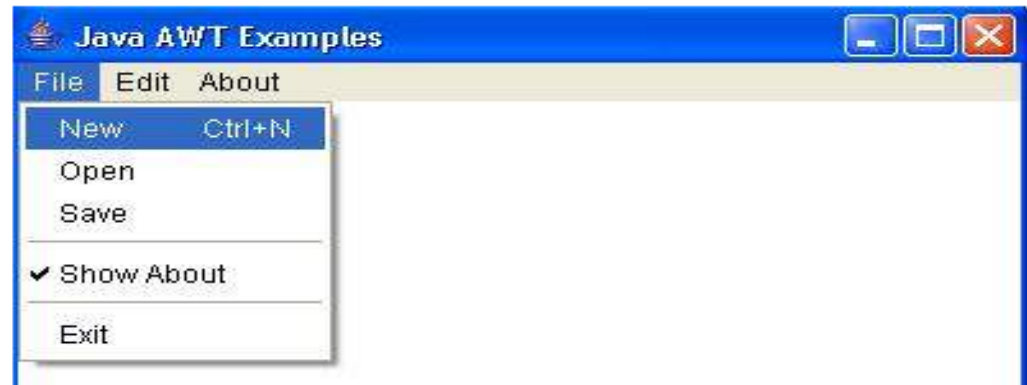 Java AWT Examples
File Edit About
New Ctrl+N
Open
Save
Show About
Exit